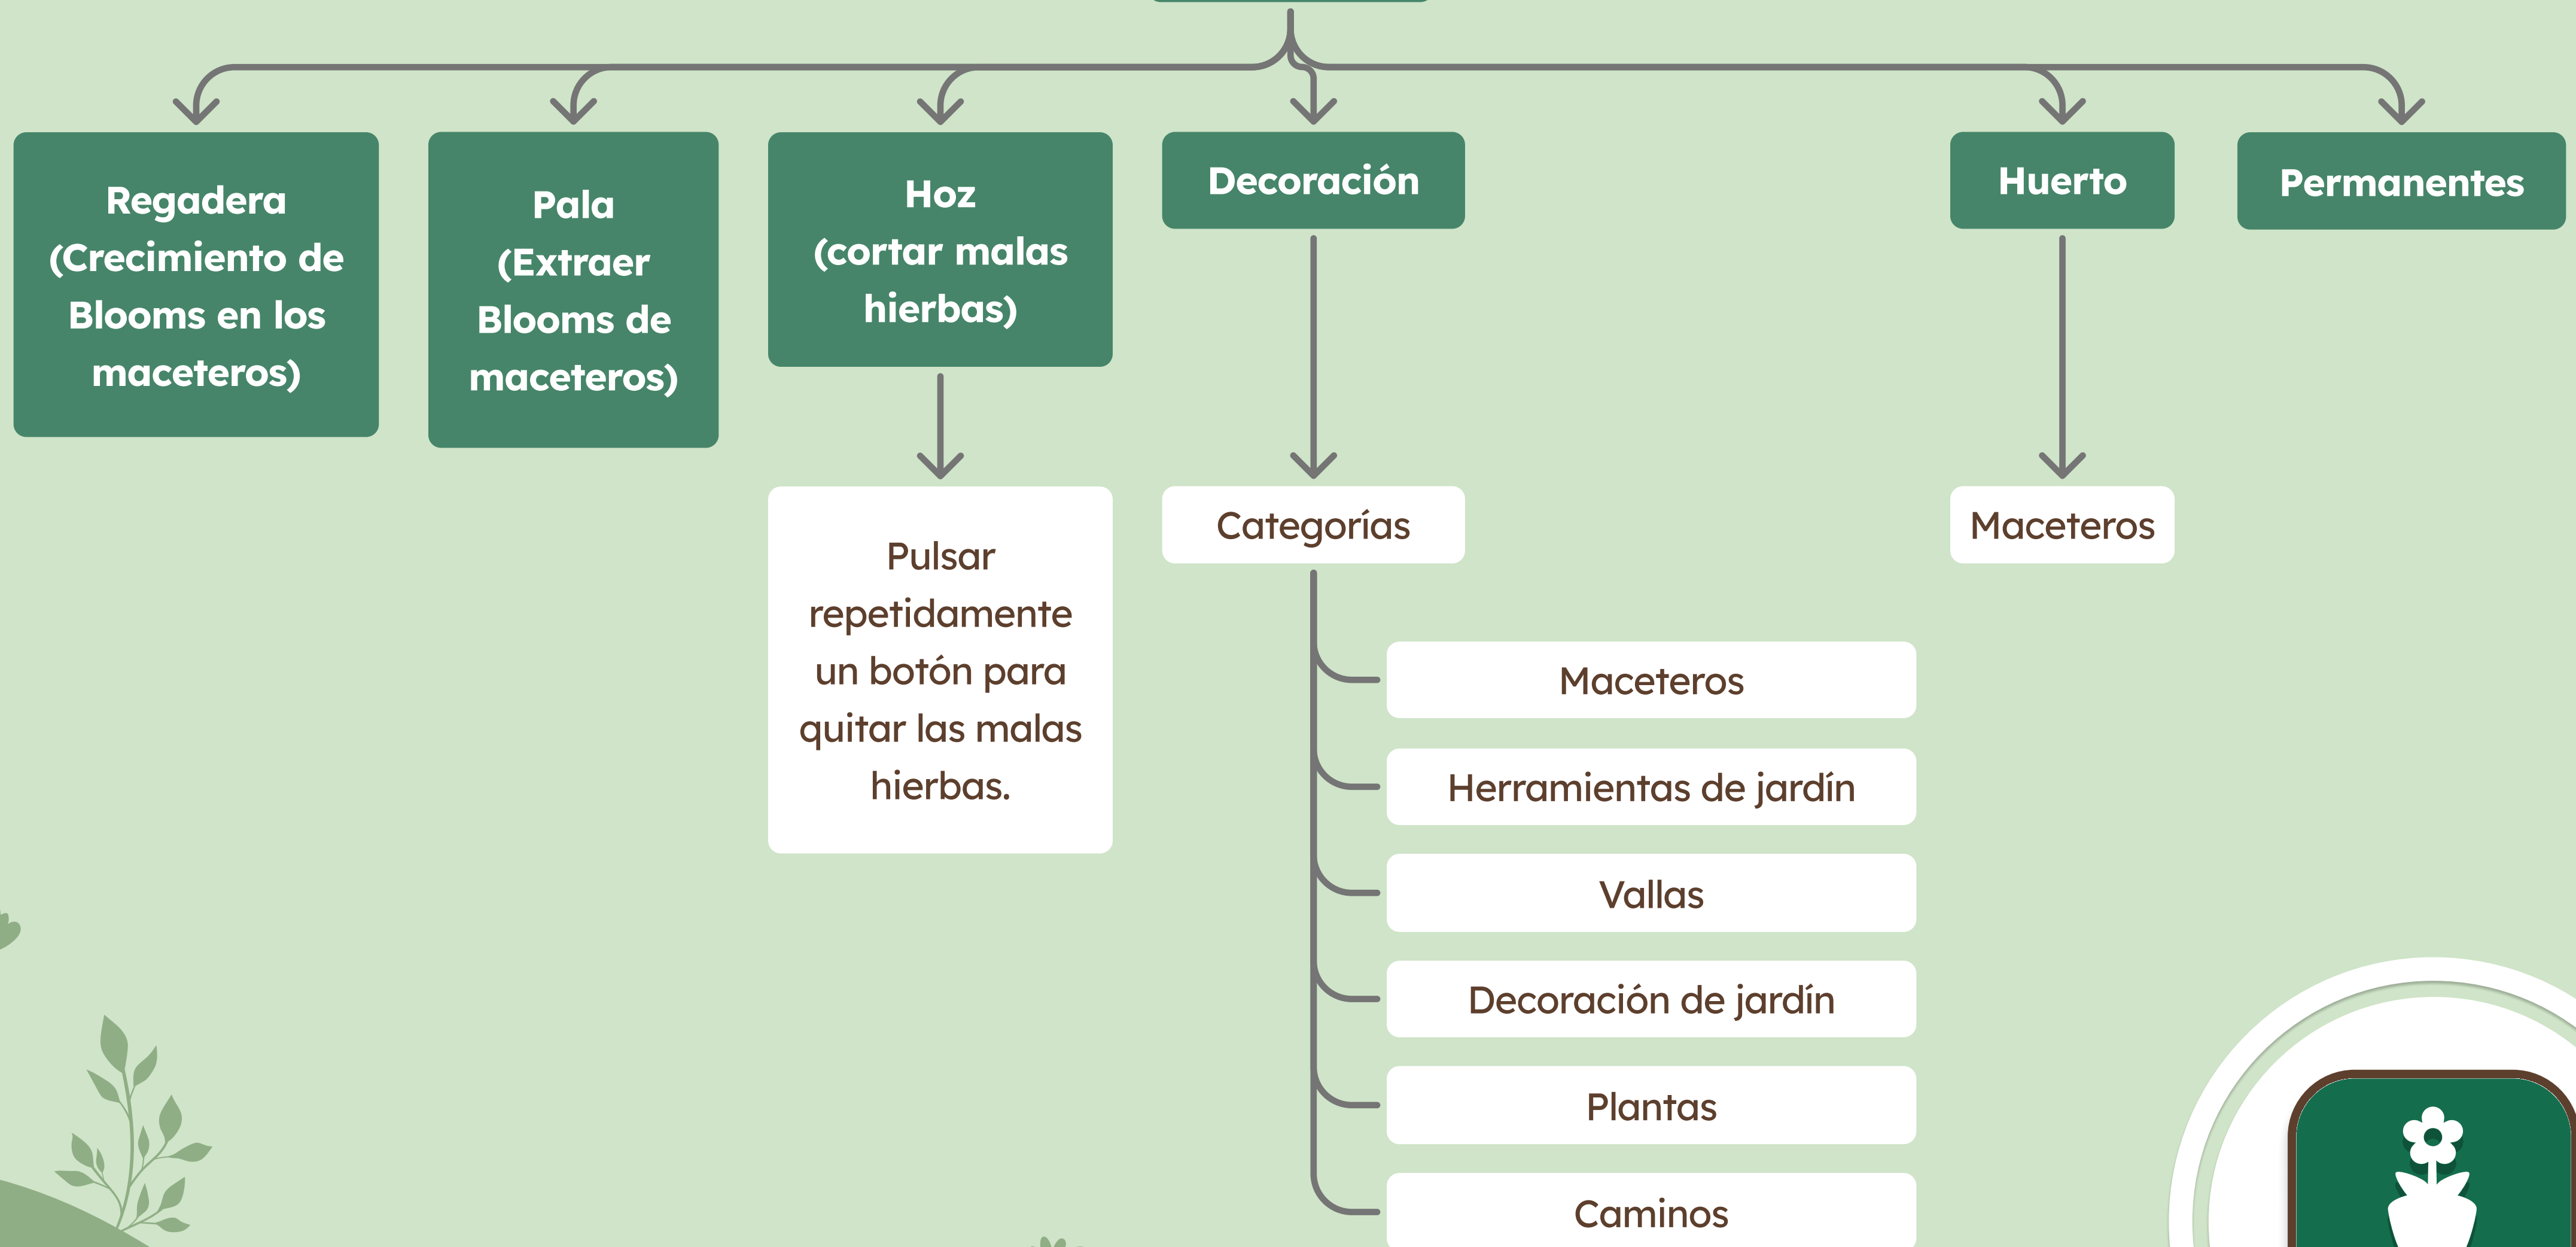 Regadera
(Crecimiento de
Blooms en los
maceteros)
Pala
(Extraer
Blooms de
maceteros)
Hoz
(cortar malas
hierbas)
Decoración
Huerto
Permanentes
Pulsar
repetidamente
un botón para
quitar las malas
hierbas.
Categorías
Maceteros
Maceteros
Herramientas de jardín
Vallas
Decoración de jardín
Plantas
Caminos